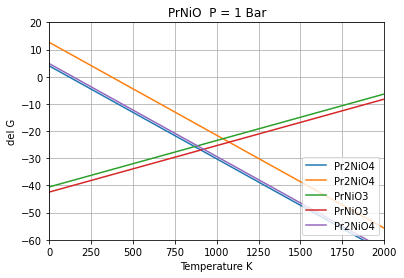 PrNiO  P = 1 Bar
20
10
0
−10
−20
−30
−40
−50
−60
del G
Pr2NiO4
Pr2NiO4
PrNiO3
PrNiO3
Pr2NiO4
0 250 500 750 1000 1250 1500 1750 2000
Temperature K